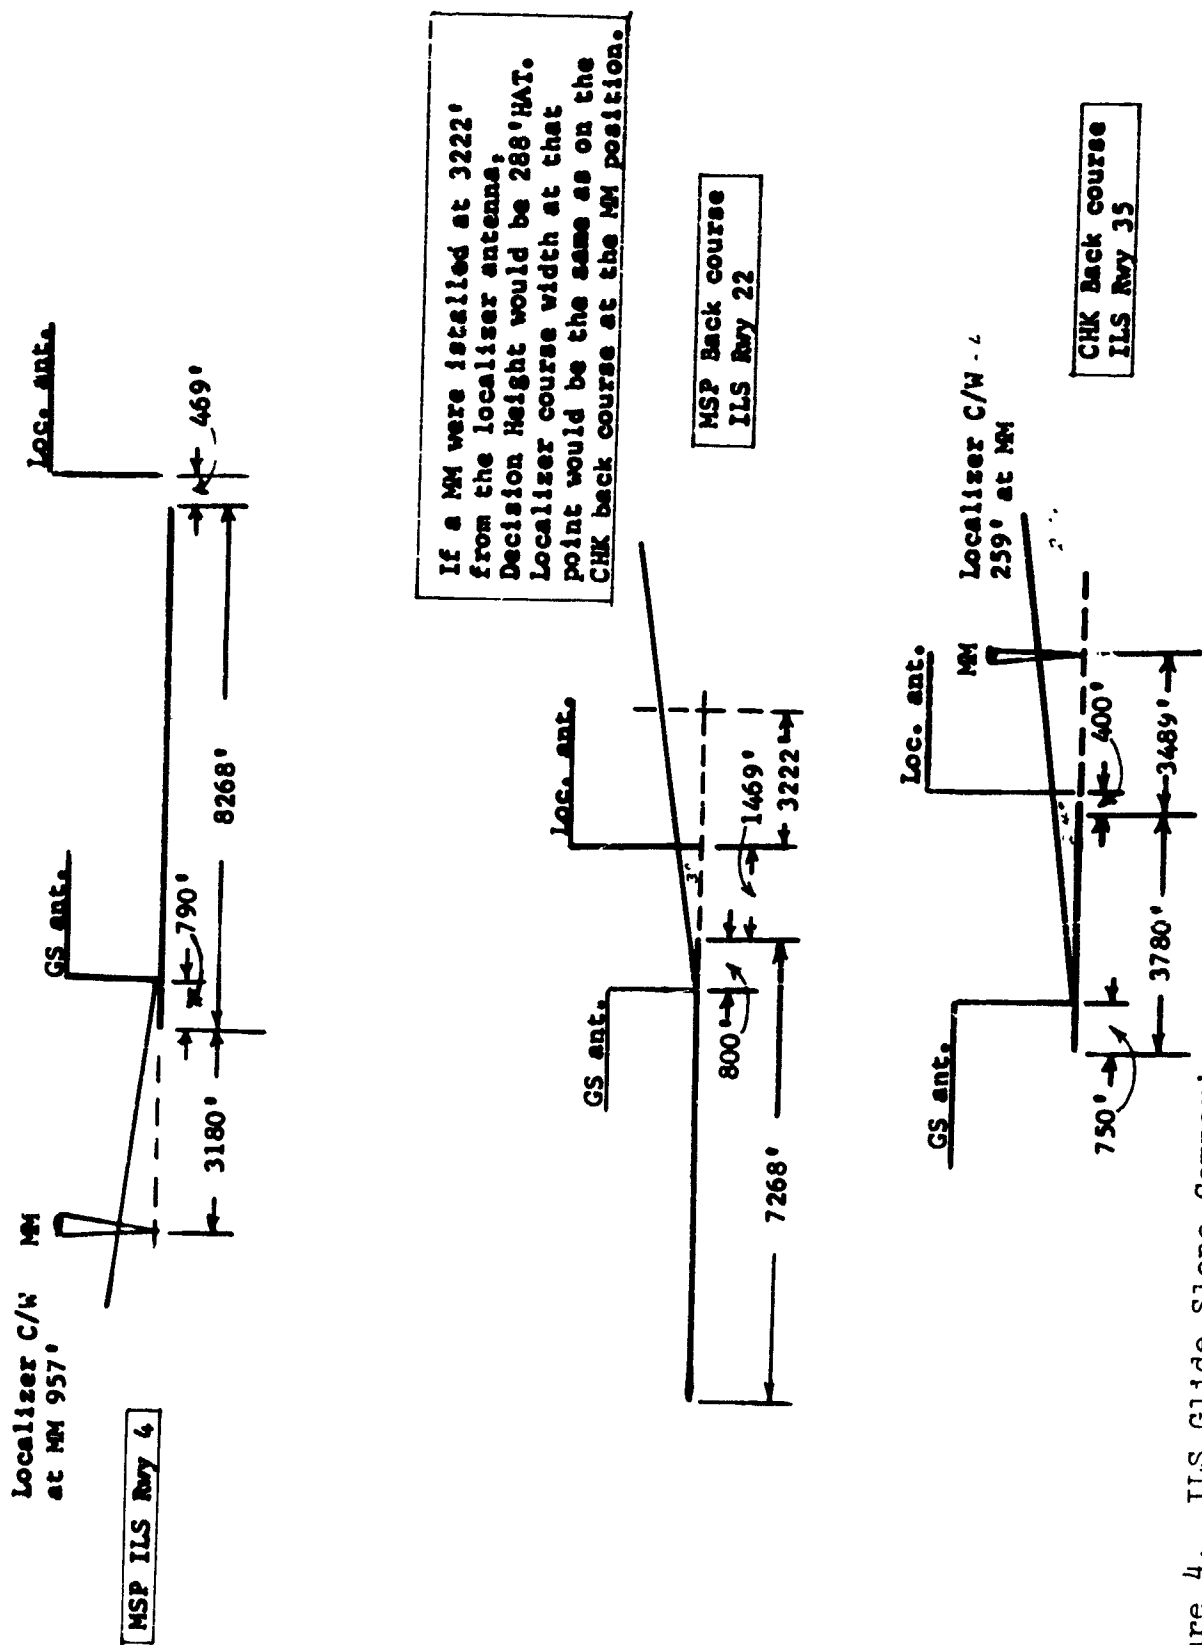 Localizer C/W
at MM 957'
MM
GS ant.
Loc. ant.
3180'
790'
8268'
469'
MSP ILS Rwy 4
If a MM were istalled at 3222'
from the localizer antenna,
Decision Height would be 288'HAT.
Localizer course width at that
point would be the same as on the
CHK back course at the MM position.
GS ant.
Loc. ant.
3°
7268'
800'
1469'
3222'
MSP Back course
ILS Rwy 22
GS ant.
Loc. ant.
MM
Localizer C/W
259' at MM
750'
3780'
400'
3489'
CHK Back course
ILS Rwy 35
4. ILS Glide Slope